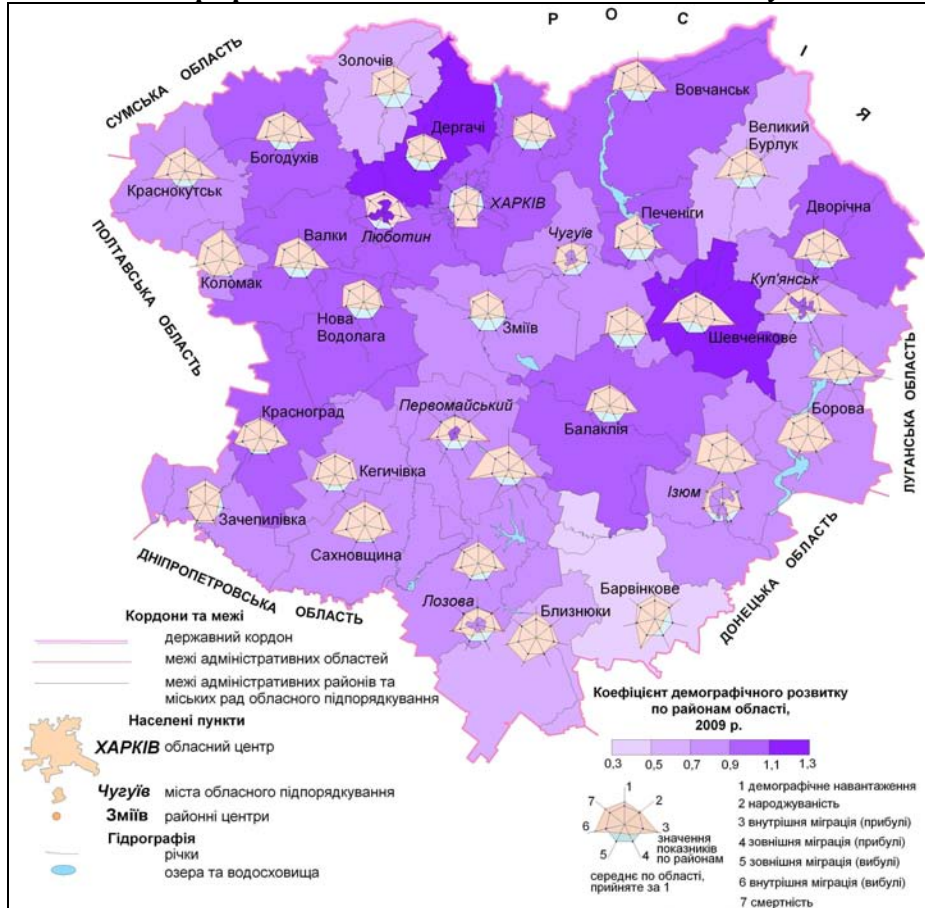 РОСІЯ
СУМСЬКА ОБЛАСТЬ
ПОЛТАВСЬКА ОБЛАСТЬ
ДНІПРОПЕТРОВСЬКА ОБЛАСТЬ
ДОНЕЦЬКА ОБЛАСТЬ
ЛУГАНСЬКА ОБЛАСТЬ
Золочів
Вовчанськ
Дергачі
Великий
Бурлук
Богодухів
Краснокутськ
ХАРКІВ
Печеніги
Дворічна
Люботин
Чугуїв
Валки
Куп'янськ
Коломак
Нова
Водолага
Зміїв
Шевченкове
Первомайський
Борова
Красноград
Балаклія
Кегичівка
Ізюм
Зачепилівка
Сахновщина
Барвінкове
Лозова
Близнюки
Кордони та межі
державний кордон
межі адміністративних областей
межі адміністративних районів та
міських рад обласного підпорядкування
Населені пункти
ХАРКІВ обласний центр
Чугуїв міста обласного підпорядкування
Зміїв районні центри
Гідрографія
річки
озера та водосховища
Коефіцієнт демографічного розвитку
по районам області,
2009 р.
0,3 0,5 0,7 0,9 1,1 1,3
1
7 2
6 3
5 4
значення
показників
по районам
середнє по області,
прийняте за 1
1 демографічне навантаження
2 народжуваність
3 внутрішня міграція (прибулі)
4 зовнішня міграція (прибулі)
5 зовнішня міграція (вибулі)
6 внутрішня міграція (вибулі)
7 смертність